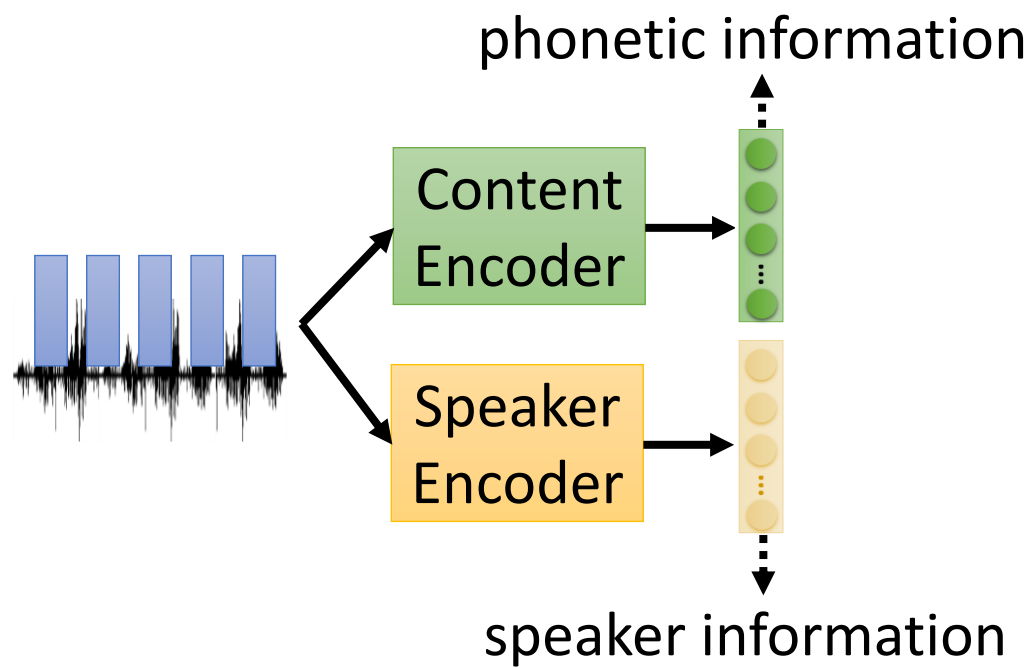 phonetic information
Content
Encoder
Speaker
Encoder
speaker information